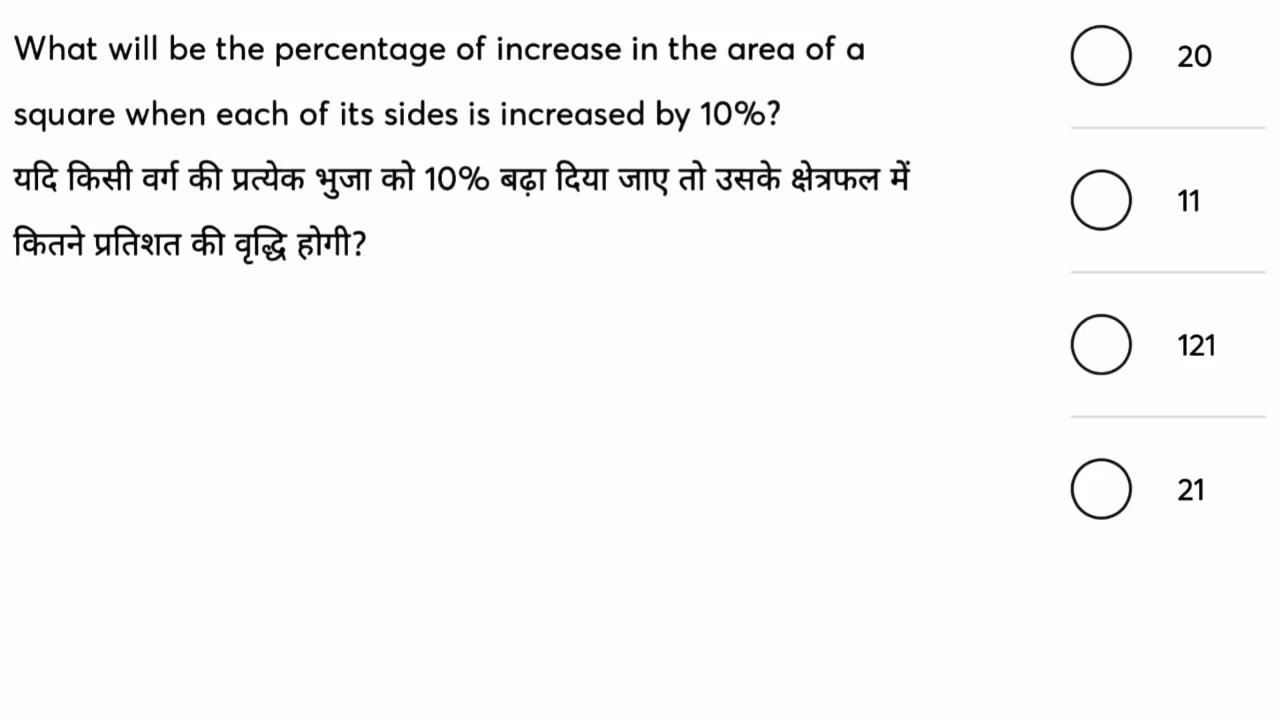 What will be the percentage of increase in the area of a
square when each of its sides is increased by 10%?
यदि किसी वर्ग की प्रत्येक भुजा को 10% बढ़ा दिया जाए तो उसके क्षेत्रफल में
कितने प्रतिशत की वृद्धि होगी?
20
11
121
21